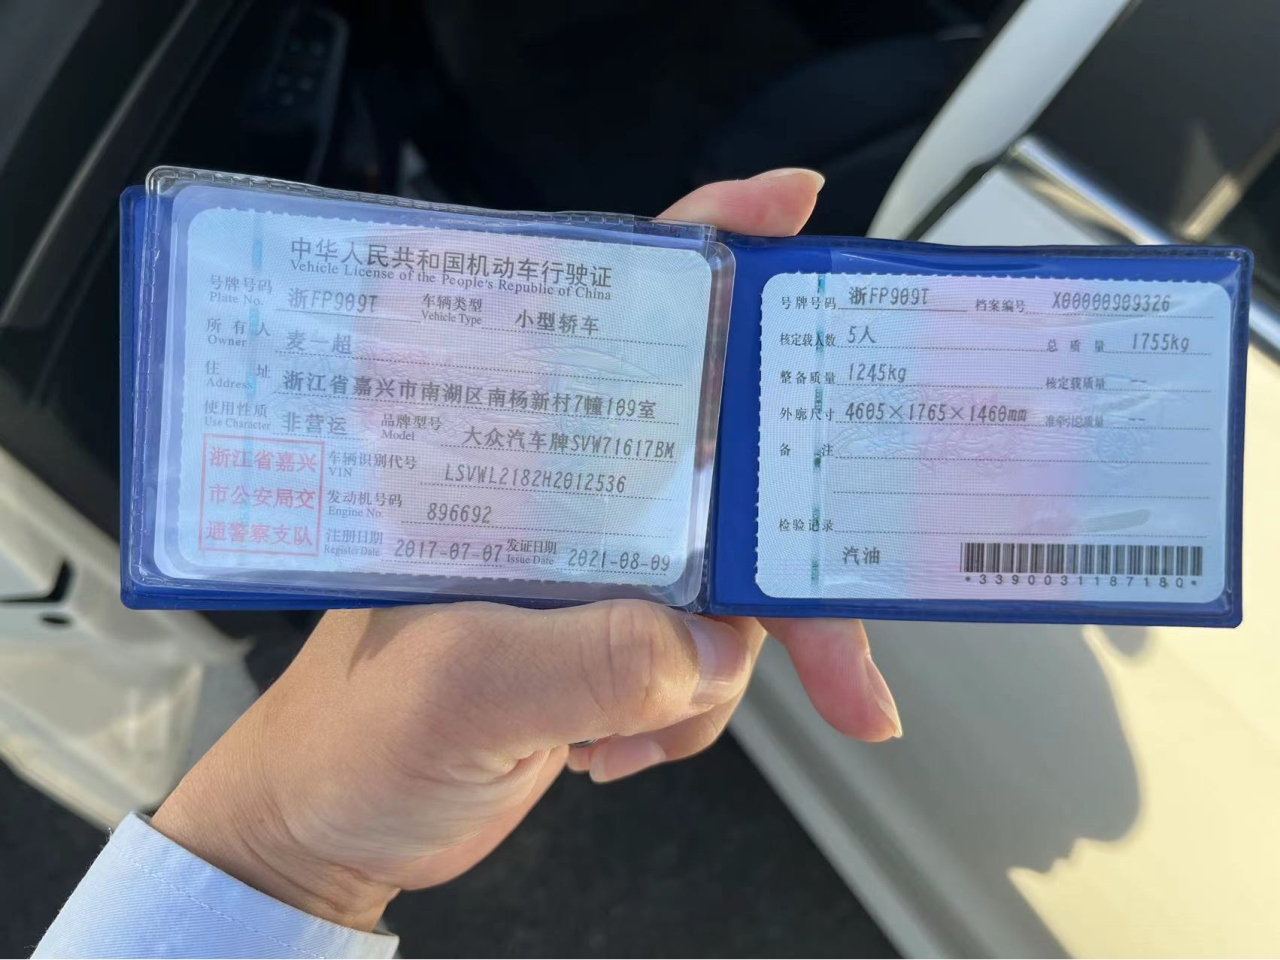 中华人民共和国机动车行驶证
Vehicle License of the People's Republic of China
号牌号码 浙FP909T 车辆类型 小型轿车
Plate No. Vehicle Type
所有人 麦一超
Owner
住址 浙江省嘉兴市南湖区南杨新村7幢109室
Address
使用性质 非营运 品牌型号 大众汽车牌SVW71617BM
Use Character Model
浙江省嘉兴
市公安局交
通警察支队
车辆识别代号 LSVWL2182H2012536
VIN
发动机号码 896692
Engine No.
注册日期 2017-07-07 发证日期 2021-08-09
Register Date Issue Date
号牌号码 浙FP909T 档案编号 X00000909326
核定载人数 5人 总质量 1755kg
整备质量 1245kg 核定载质量 --
外廓尺寸 4605×1765×1460mm 准牵引总质量 --
备注
检验记录
汽油
*3390031187180*